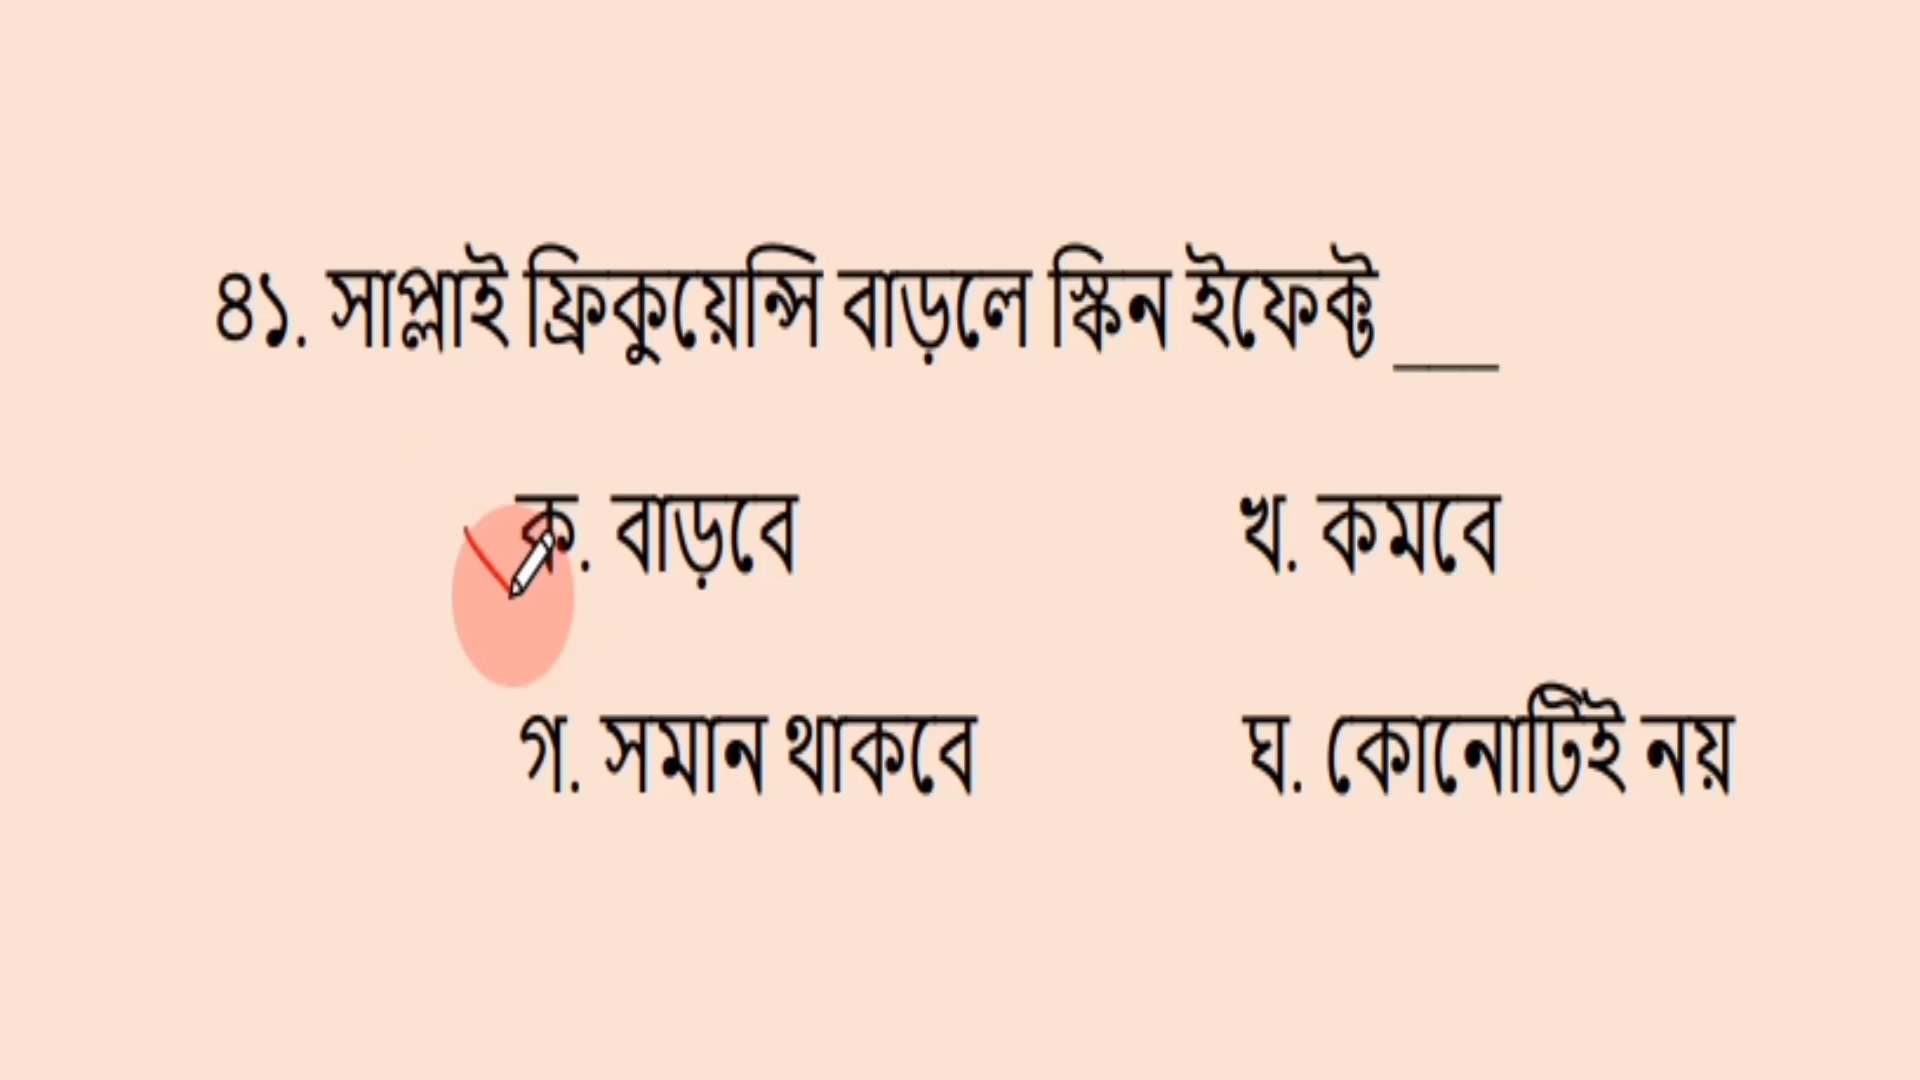 ৪১. সাপ্লাই ফ্রিকুয়েন্সি বাড়লে স্কিন ইফেক্ট ___
ক. বাড়বে খ. কমবে
গ. সমান থাকবে ঘ. কোনোটিই নয়